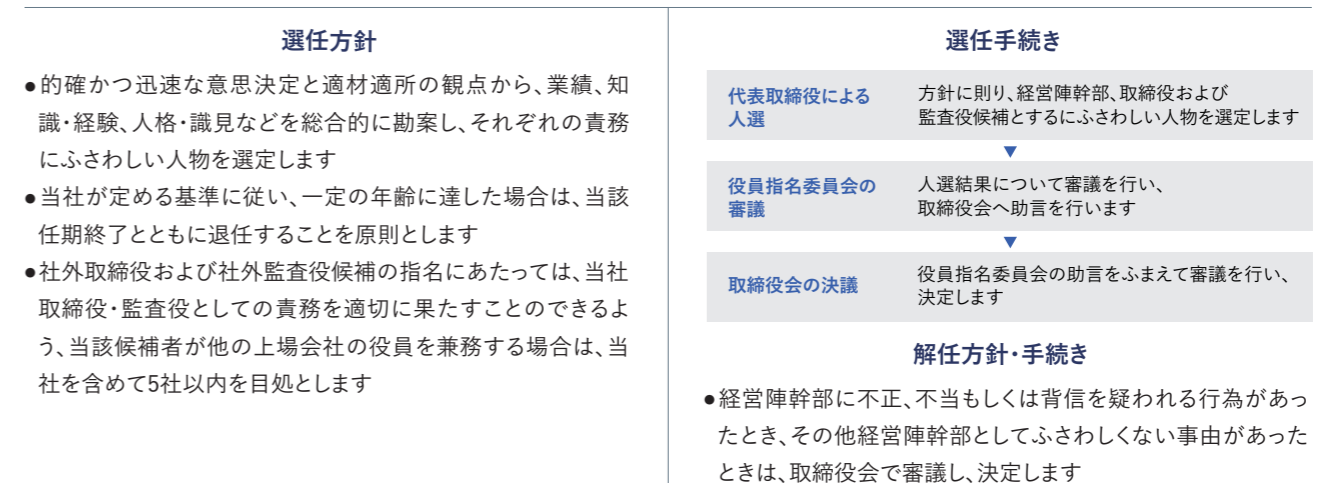 選任方針
●的確かつ迅速な意思決定と適材適所の観点から、業績、知
識・経験、人格・識見などを総合的に勘案し、それぞれの責務
にふさわしい人物を選定します
●当社が定める基準に従い、一定の年齢に達した場合は、当該
任期終了とともに退任することを原則とします
●社外取締役および社外監査役候補の指名にあたっては、当社
取締役・監査役としての責務を適切に果たすことのできるよ
う、当該候補者が他の上場会社の役員を兼務する場合は、当
社を含めて5社以内を目処とします
選任手続き
代表取締役による
人選
方針に則り、経営陣幹部、取締役および
監査役候補とするにふさわしい人物を選定します
▼
役員指名委員会の
審議
人選結果について審議を行い、
取締役会へ助言を行います
▼
取締役会の決議
役員指名委員会の助言をふまえて審議を行い、
決定します
解任方針・手続き
●経営陣幹部に不正、不当もしくは背信を疑われる行為があっ
たとき、その他経営陣幹部としてふさわしくない事由があった
ときは、取締役会で審議し、決定します